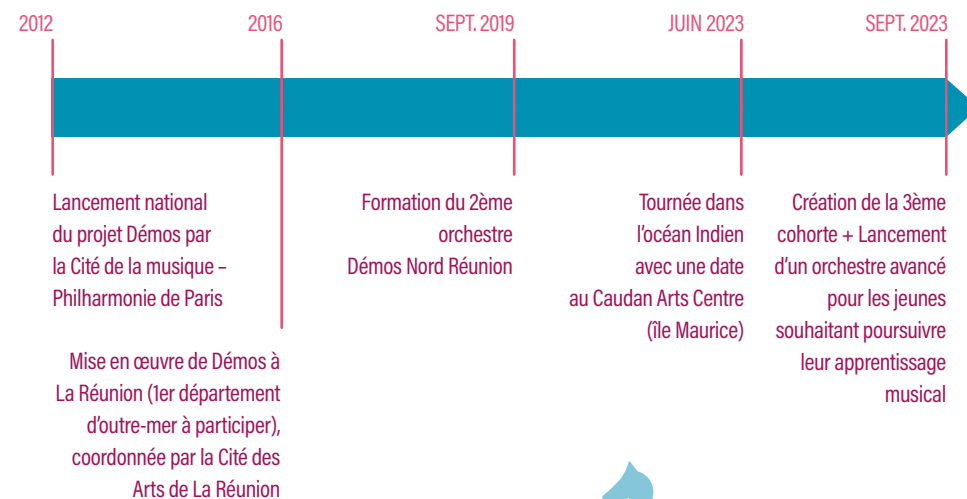 2012
2016
SEPT. 2019
JUIN 2023
SEPT. 2023
Lancement national
du projet Démos par
la Cité de la musique –
Philharmonie de Paris
Mise en œuvre de Démos à
La Réunion (1er département
d'outre-mer à participer),
coordonnée par la Cité des
Arts de La Réunion
Formation du 2ème
orchestre
Démos Nord Réunion
Tournée dans
l'océan Indien
avec une date
au Caudan Arts Centre
(île Maurice)
Création de la 3ème
cohorte + Lancement
d'un orchestre avancé
pour les jeunes
souhaitant poursuivre
leur apprentissage
musical